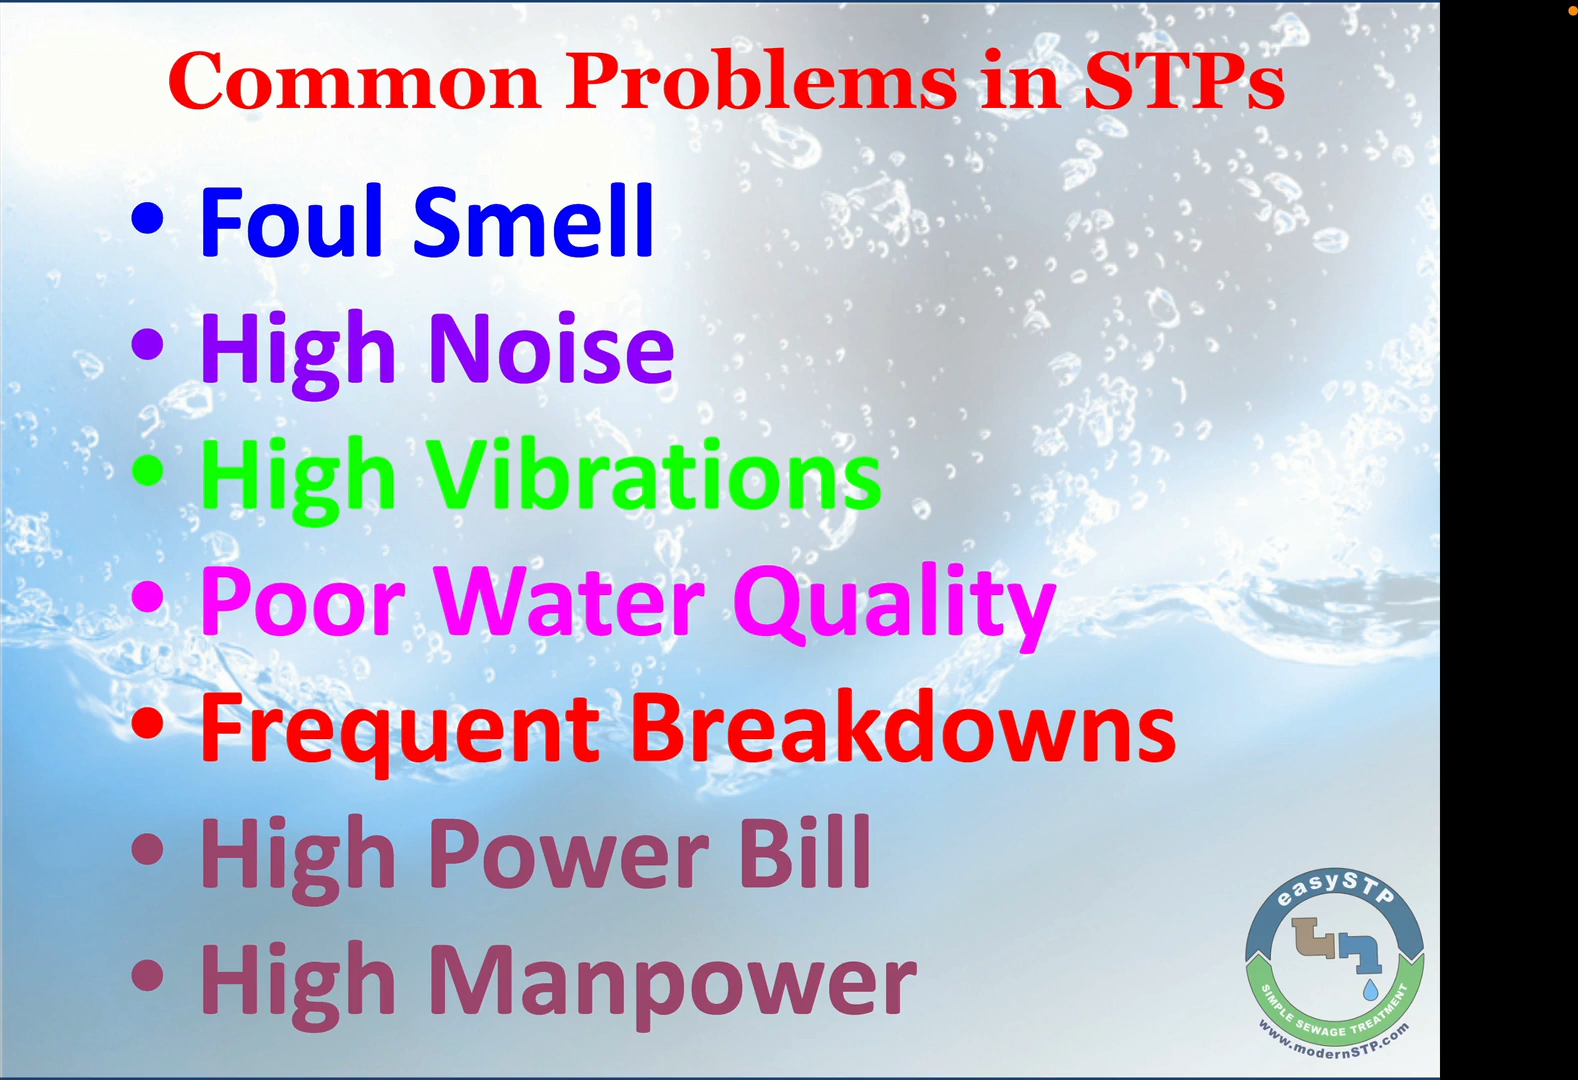 Common Problems in STPs
• Foul Smell
• High Noise
• High Vibrations
• Poor Water Quality
• Frequent Breakdowns
• High Power Bill
• High Manpower
easySTP
SIMPLE SEWAGE TREATMENT
www.modernSTP.com